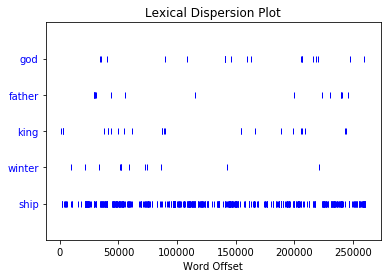 Lexical Dispersion Plot
god
father
king
winter
ship
0 50000 100000 150000 200000 250000
Word Offset